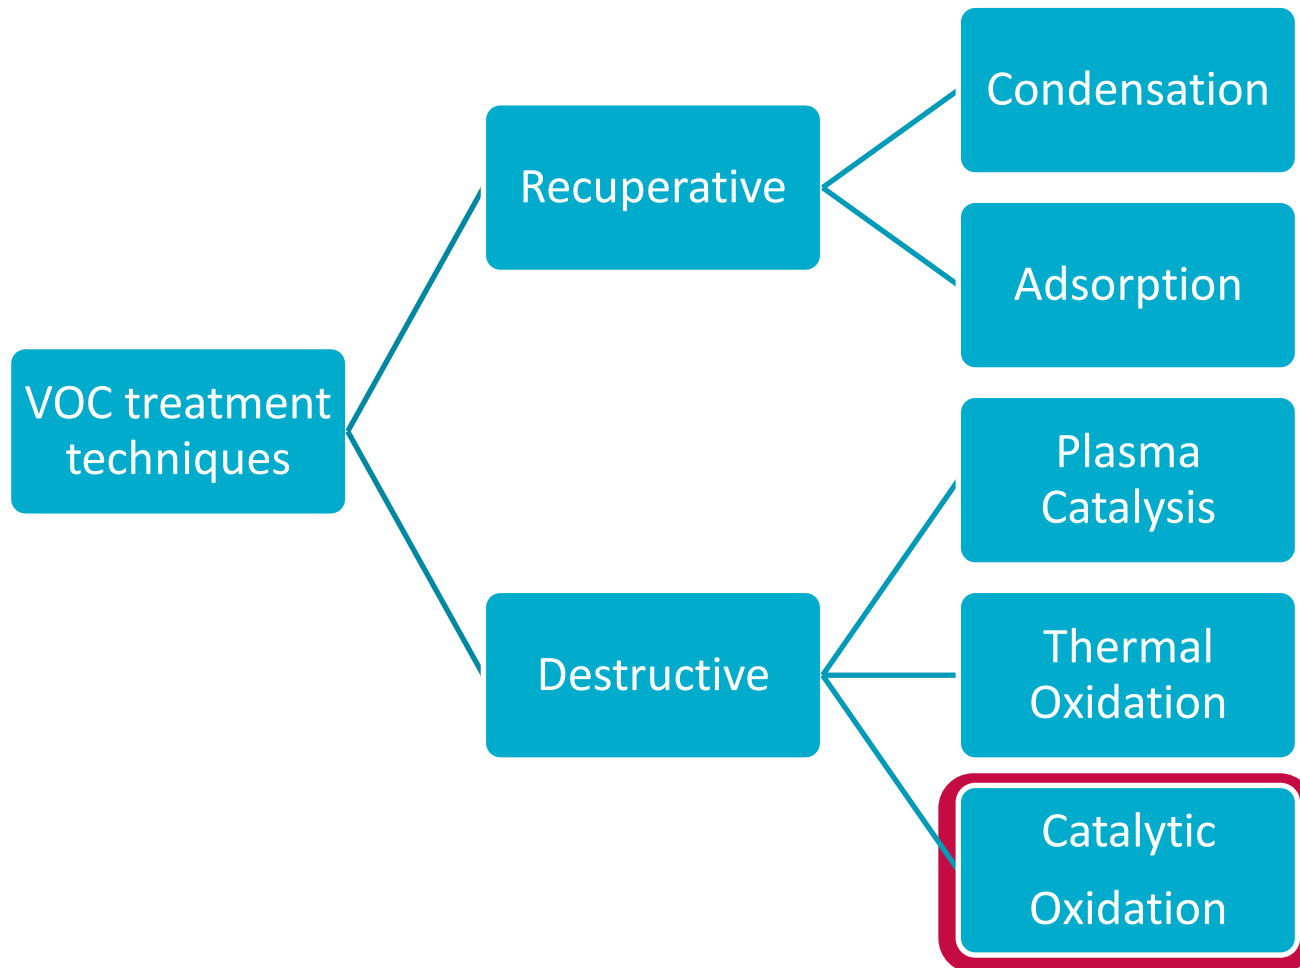 VOC treatment
techniques
Recuperative
Condensation
Adsorption
Destructive
Plasma
Catalysis
Thermal
Oxidation
Catalytic
Oxidation